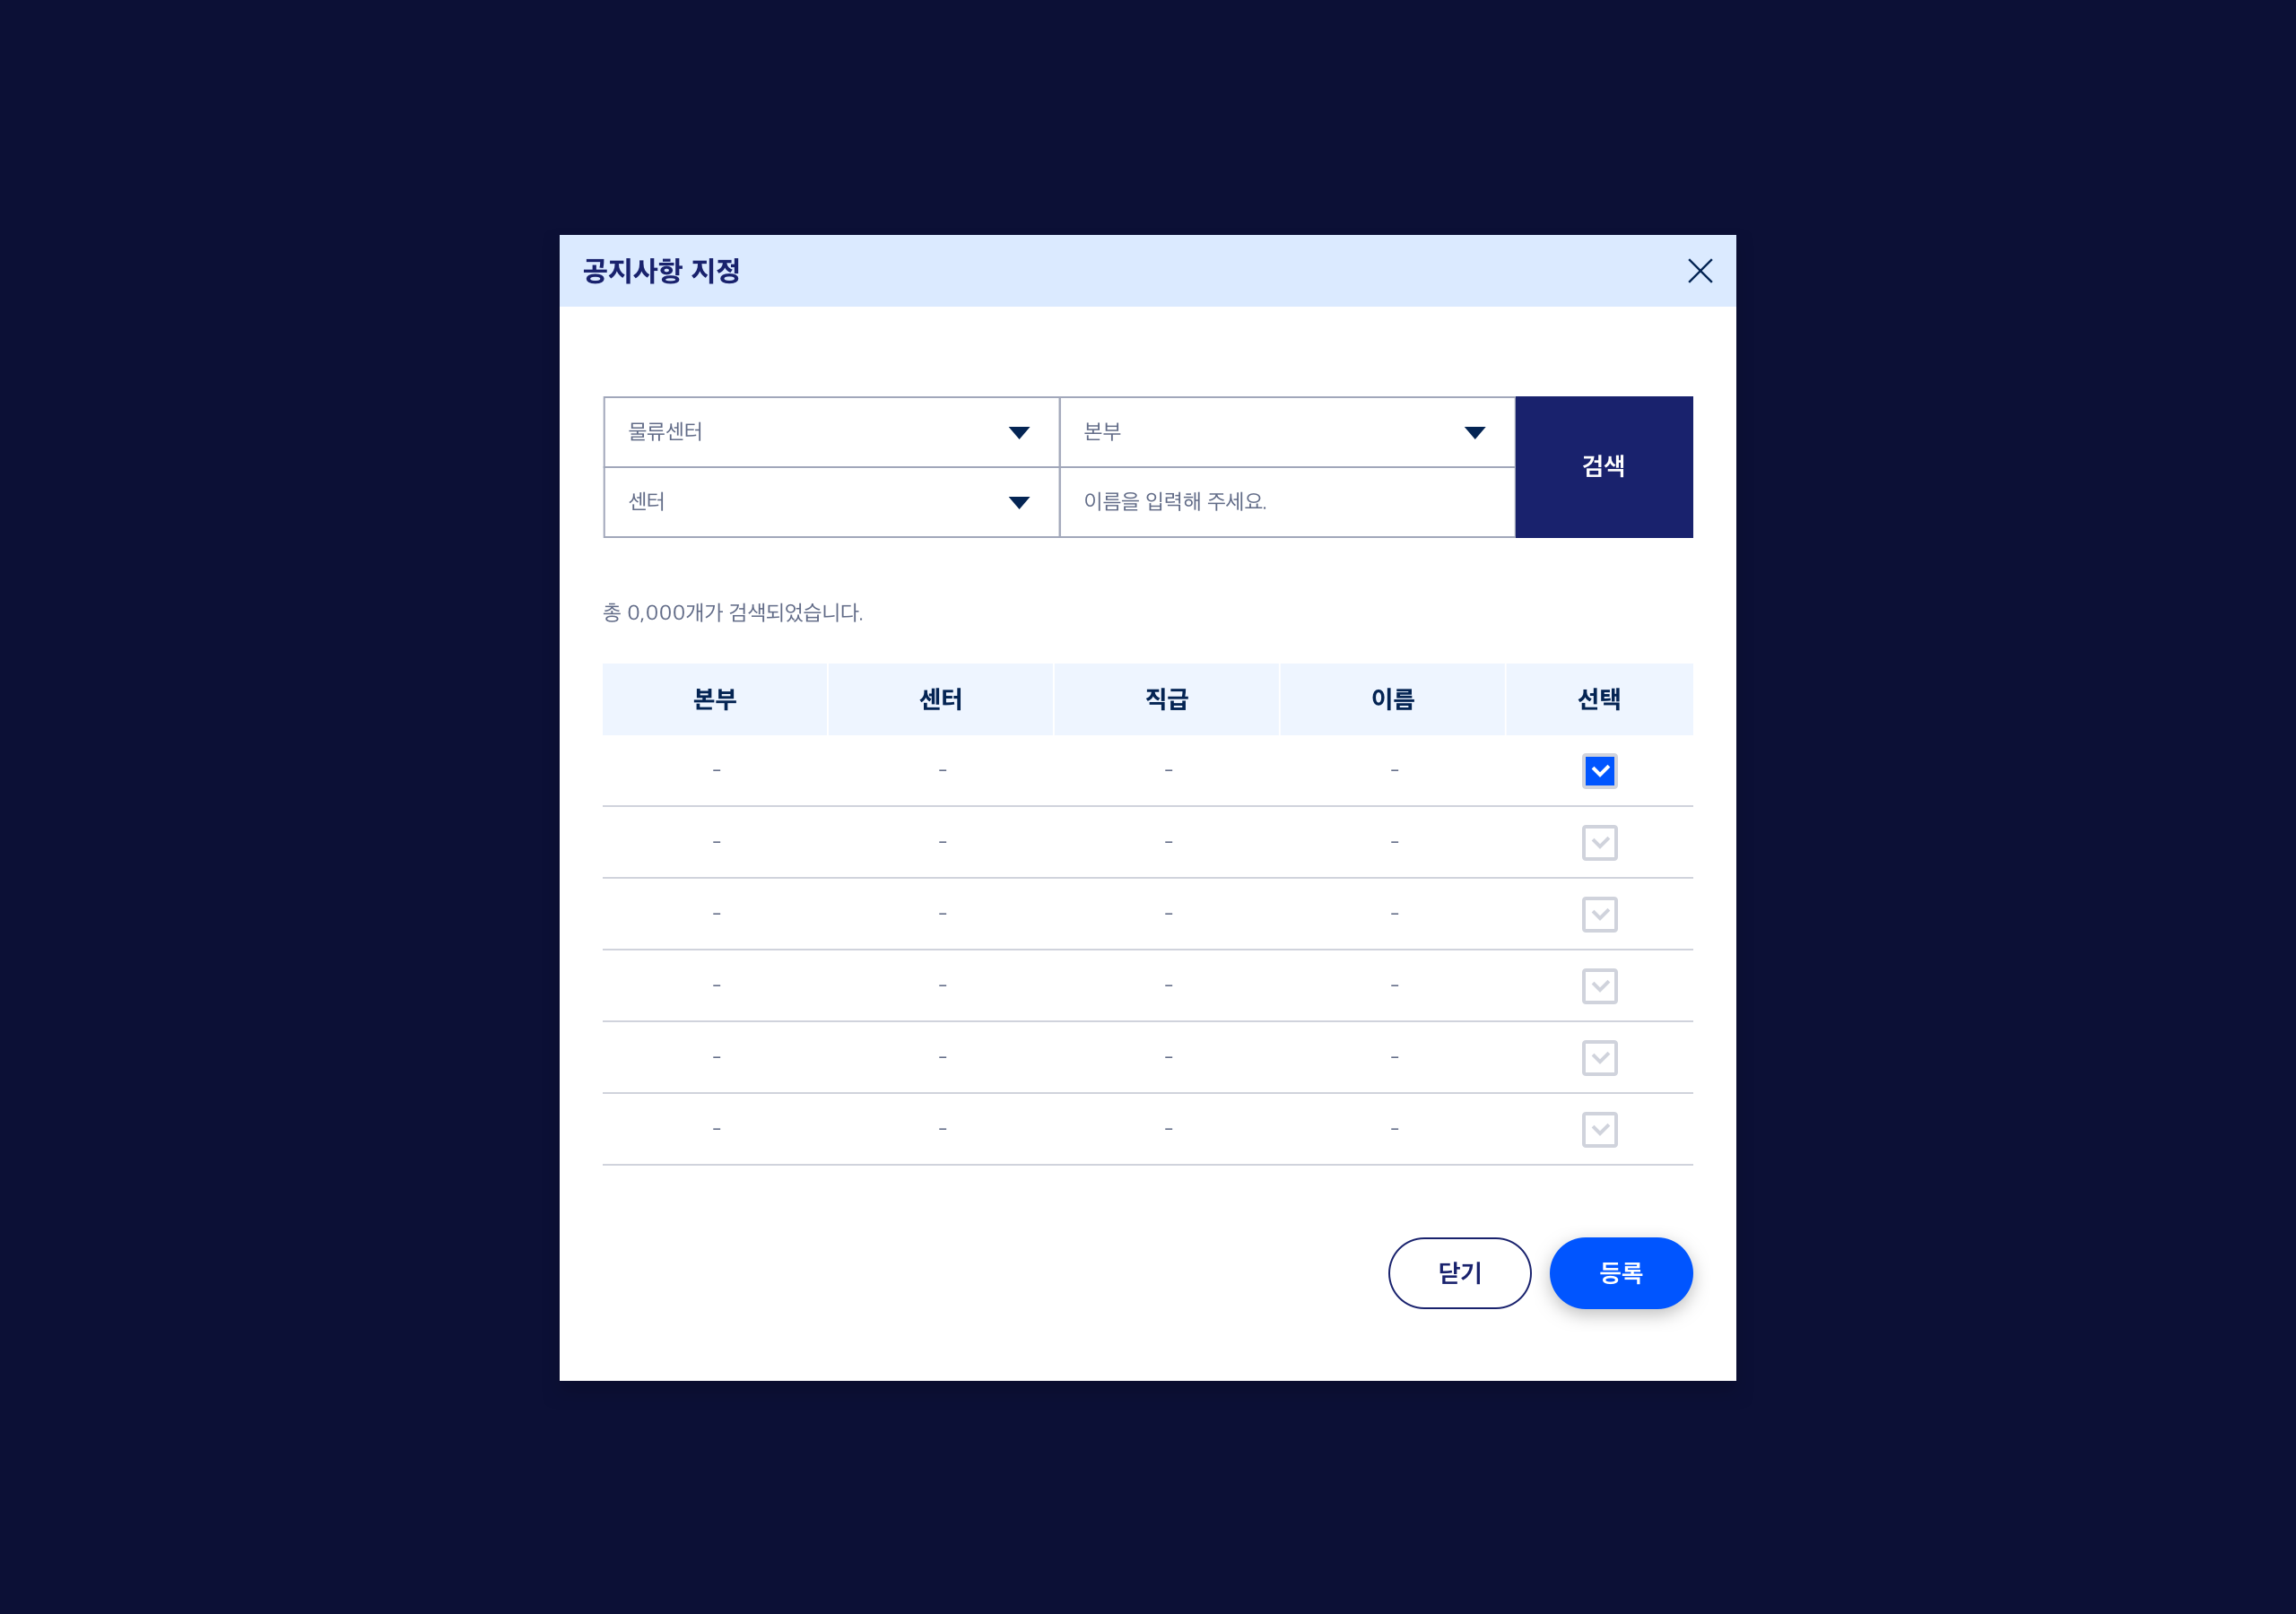 공지사항 지정
물류센터 본부 검색
센터 이름을 입력해 주세요.
총 0,000개가 검색되었습니다.
본부 센터 직급 이름 선택
- - - -
- - - -
- - - -
- - - -
- - - -
- - - -
닫기 등록